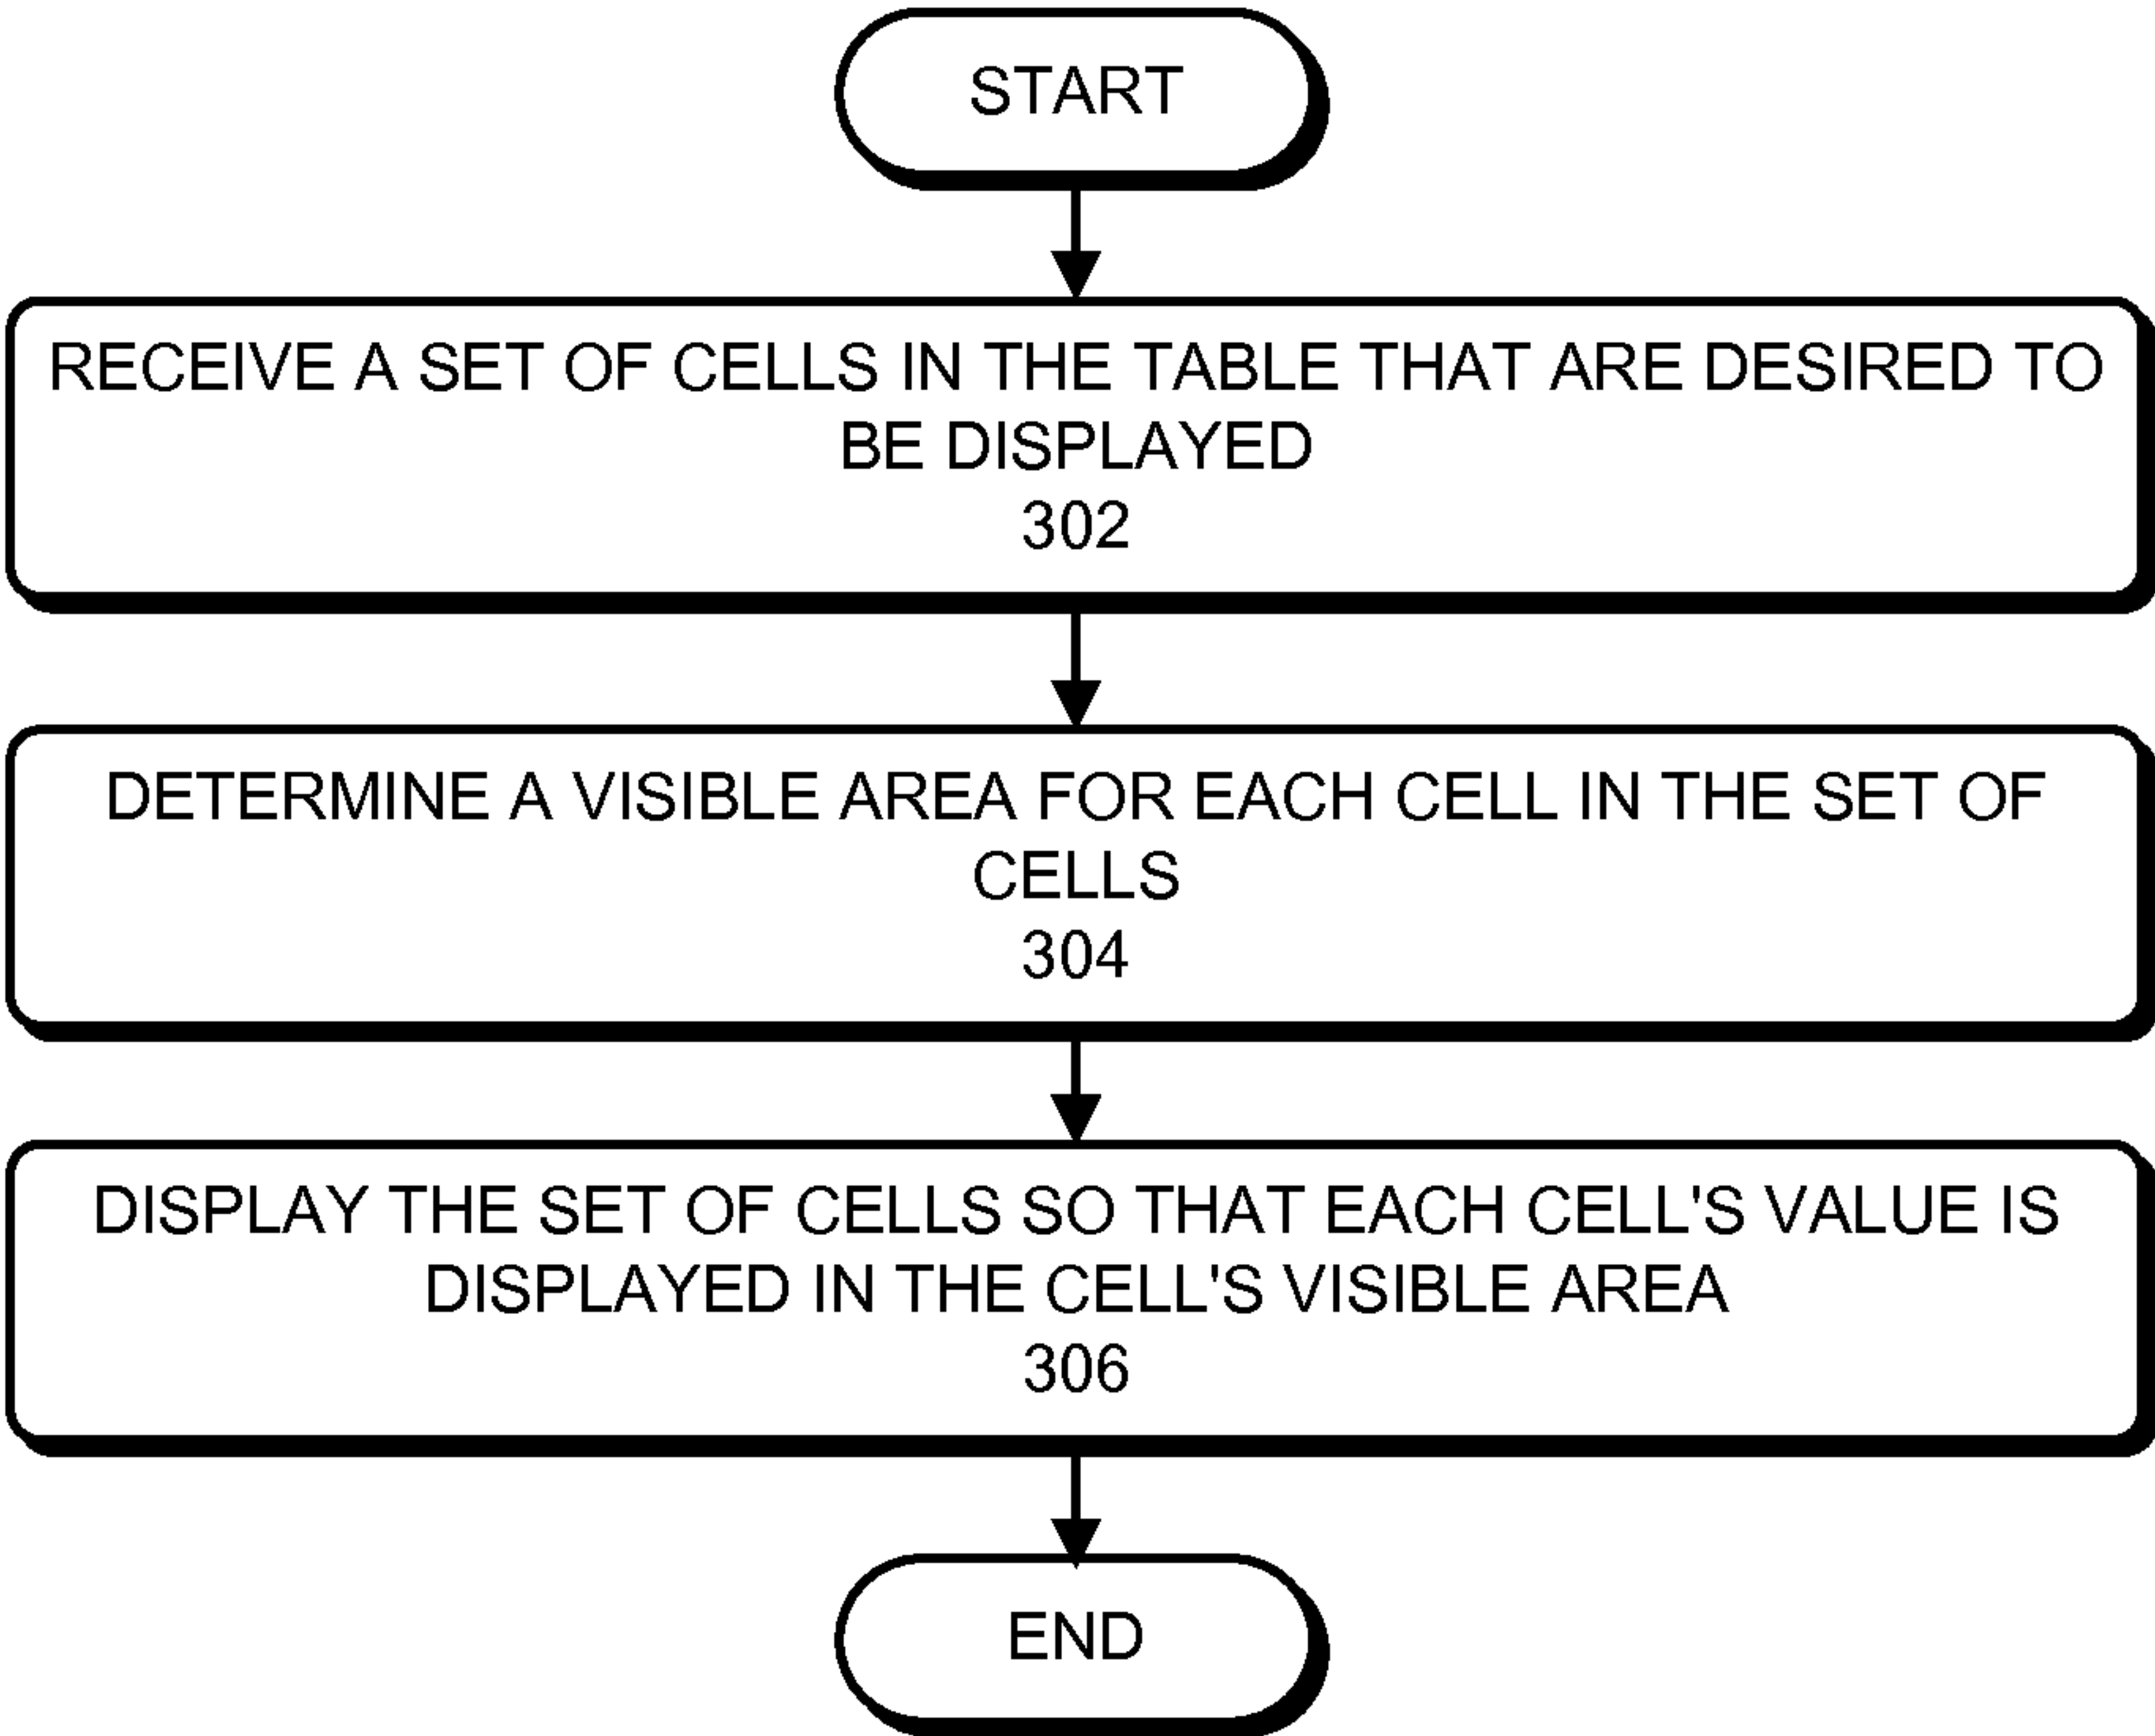 START
RECEIVE A SET OF CELLS IN THE TABLE THAT ARE DESIRED TO
BE DISPLAYED
302
DETERMINE A VISIBLE AREA FOR EACH CELL IN THE SET OF
CELLS
304
DISPLAY THE SET OF CELLS SO THAT EACH CELL'S VALUE IS
DISPLAYED IN THE CELL'S VISIBLE AREA
306
END